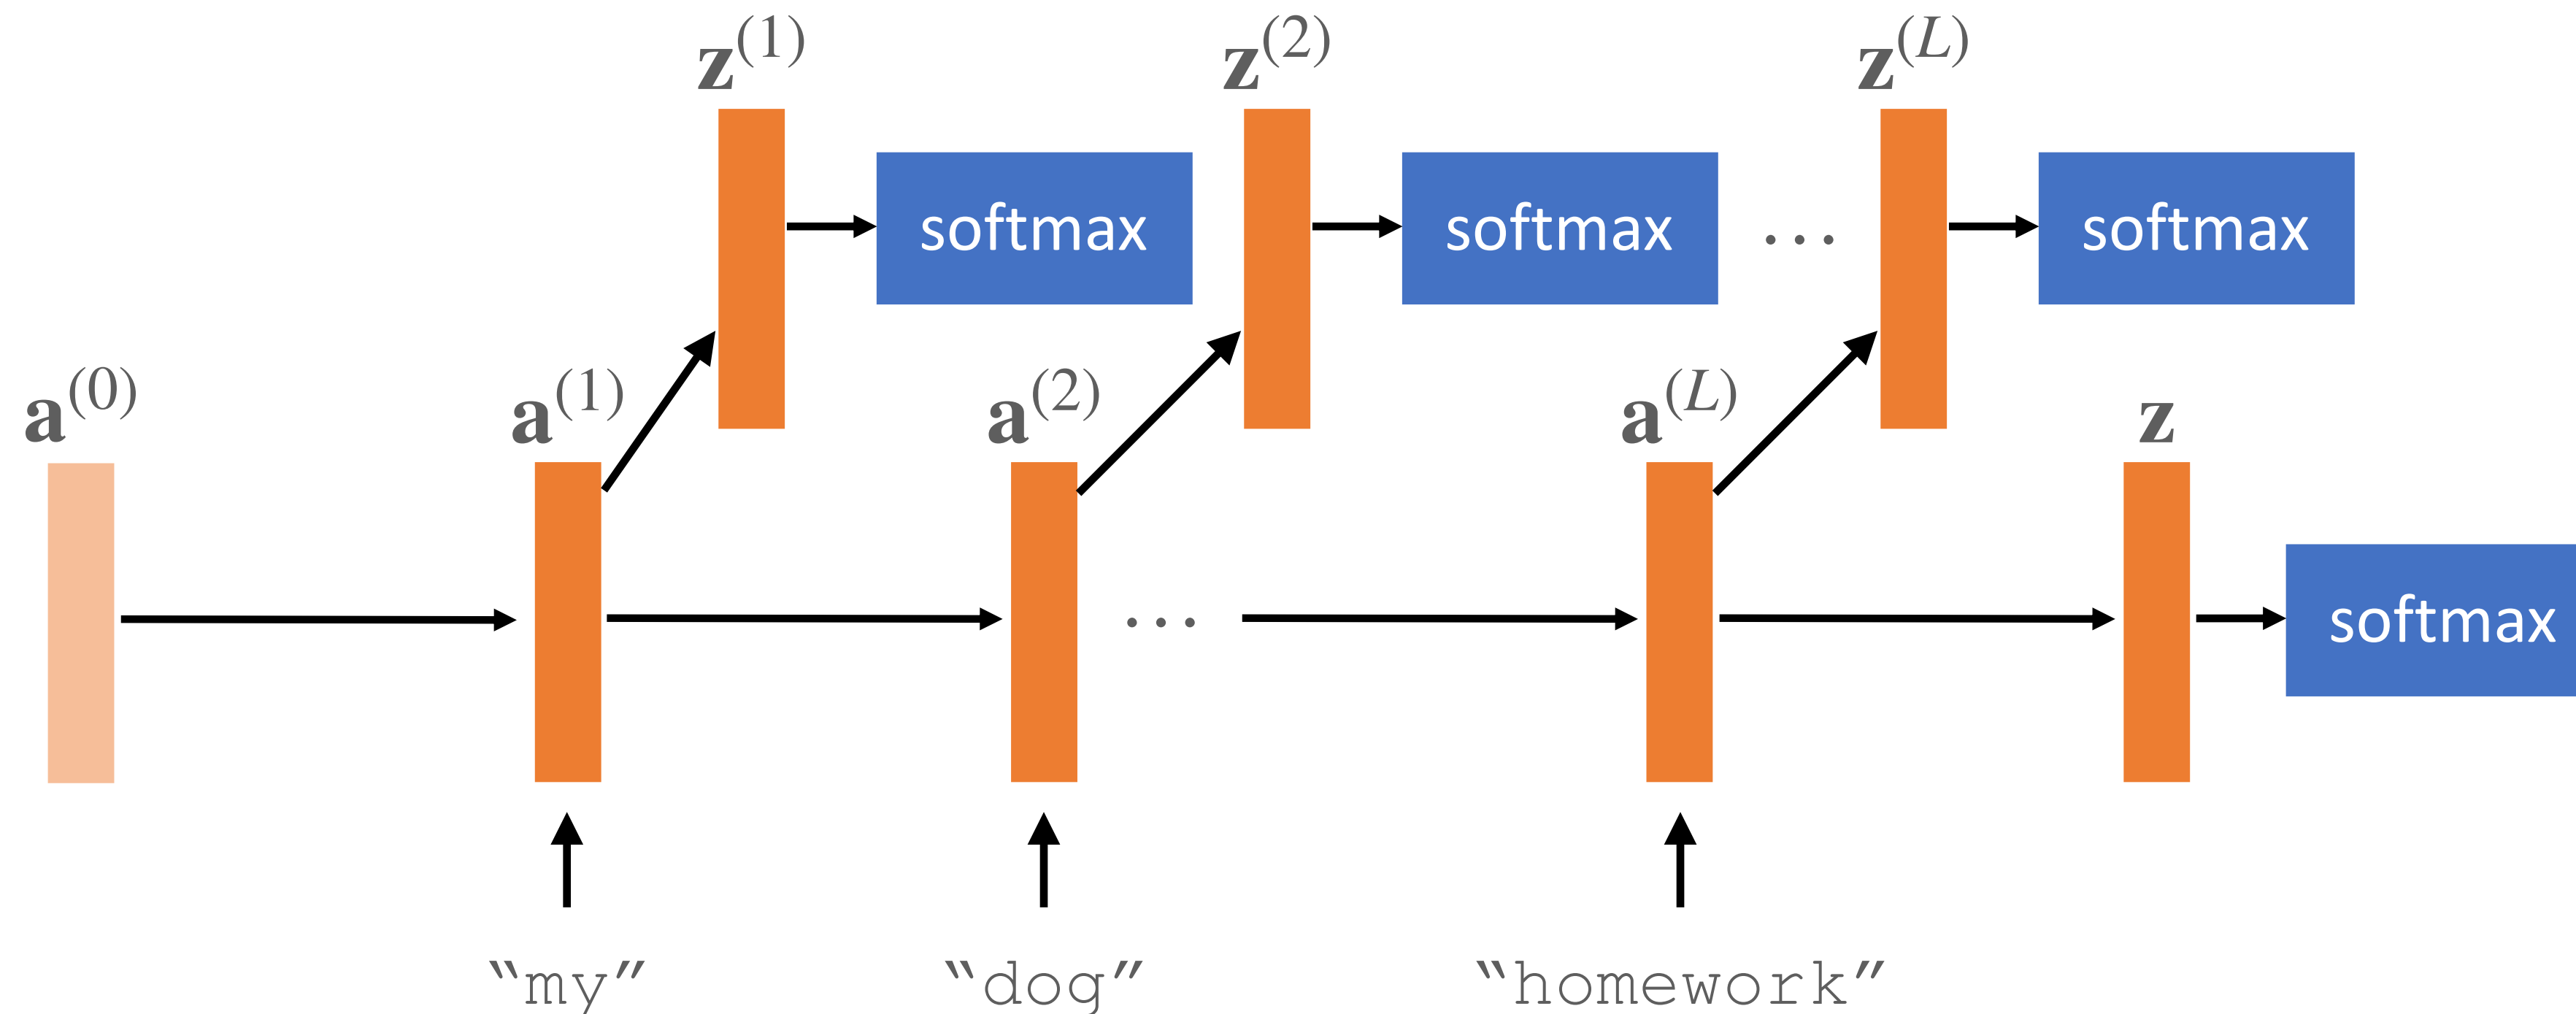 z⁽¹⁾ z⁽²⁾ z⁽ᴸ⁾
softmax softmax ... softmax
a⁽⁰⁾ a⁽¹⁾ a⁽²⁾ a⁽ᴸ⁾ z
... softmax
“my” “dog” “homework”